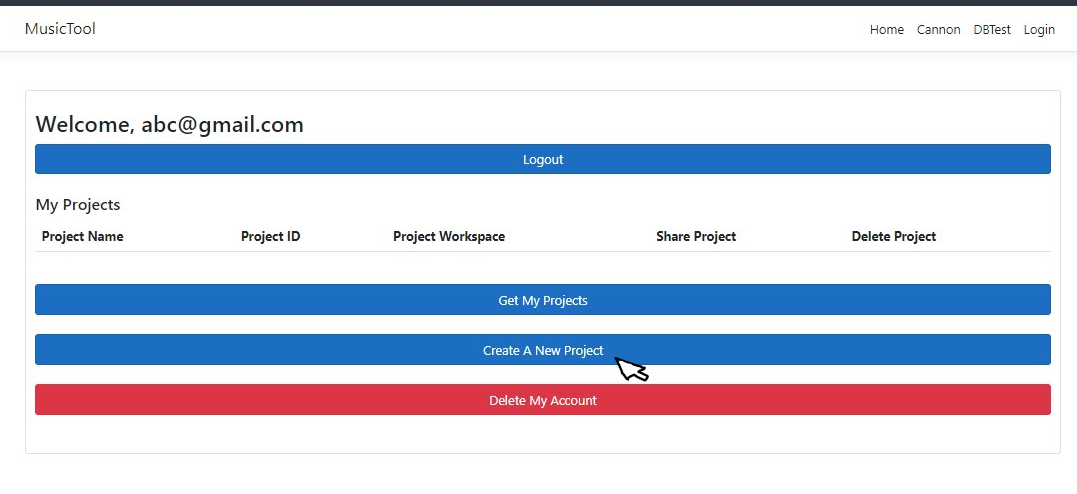 MusicTool Home Cannon DBTest Login
Welcome, abc@gmail.com
Logout
My Projects
Project Name Project ID Project Workspace Share Project Delete Project
Get My Projects
Create A New Project
Delete My Account